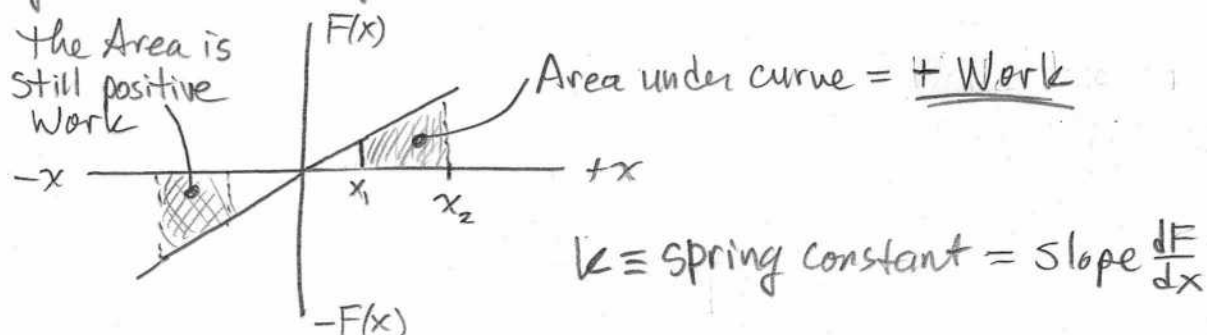 the Area is
still positive
Work
F(x)
Area under curve = + Work
-x
x₁
x₂
+x
k ≡ spring constant = slope dF/dx
-F(x)